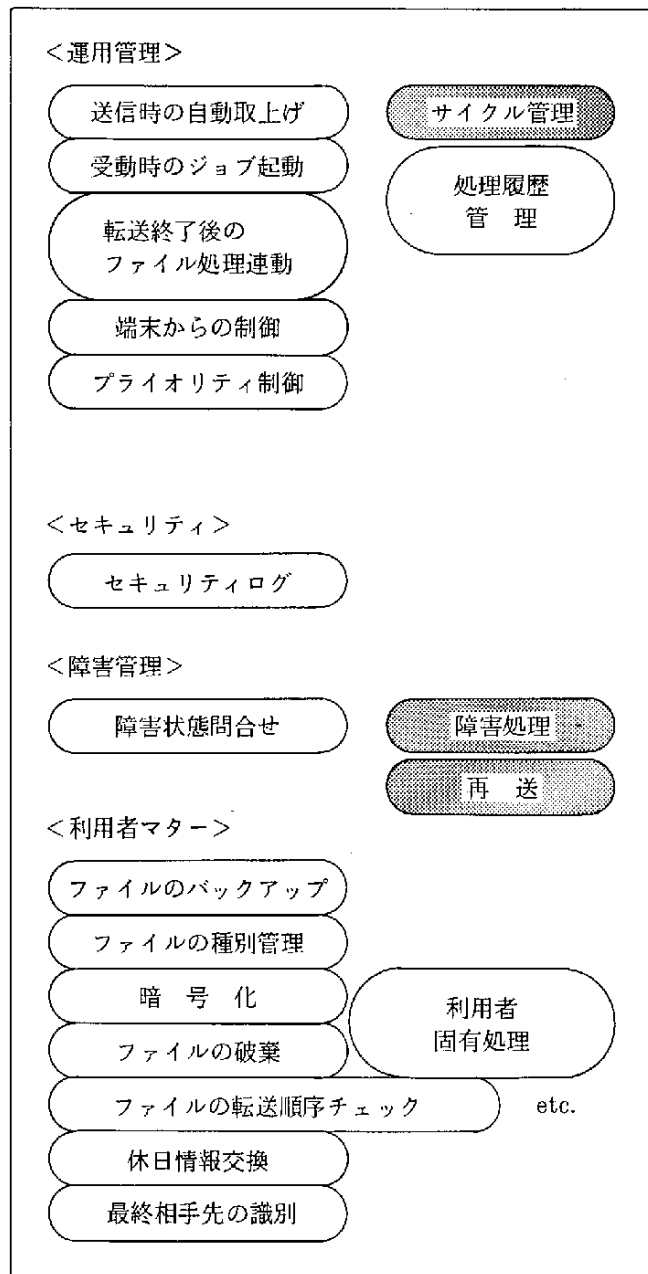 ＜運用管理＞
送信時の自動取上げ
サイクル管理
受動時のジョブ起動
処理履歴
管　理
転送終了後の
ファイル処理連動
端末からの制御
プライオリティ制御
＜セキュリティ＞
セキュリティログ
＜障害管理＞
障害状態問合せ
障害処理
再　送
＜利用者マター＞
ファイルのバックアップ
ファイルの種別管理
暗　号　化
利用者
固有処理
ファイルの破棄
ファイルの転送順序チェック
etc.
休日情報交換
最終相手先の識別